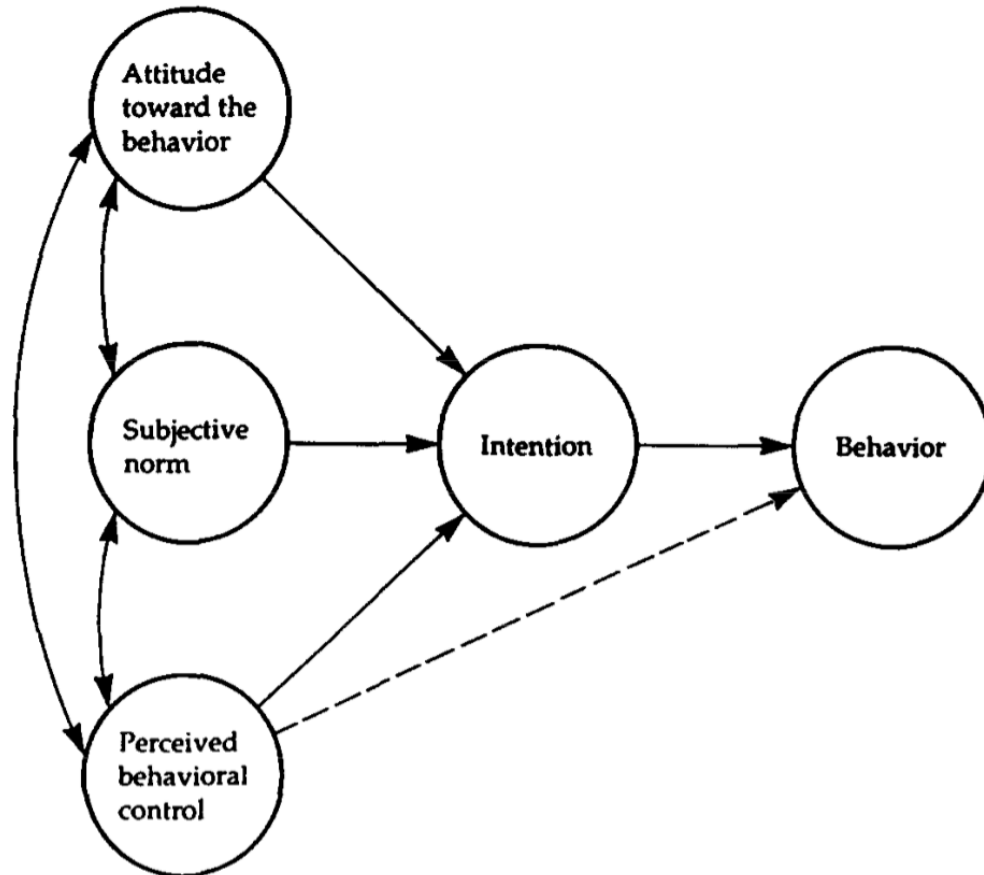 Attitude
toward the
behavior
Subjective
norm
Intention
Behavior
Perceived
behavioral
control